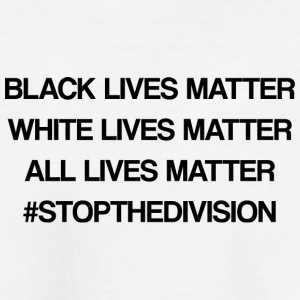 BLACK LIVES MATTER
WHITE LIVES MATTER
ALL LIVES MATTER
#STOPTHEDIVISION